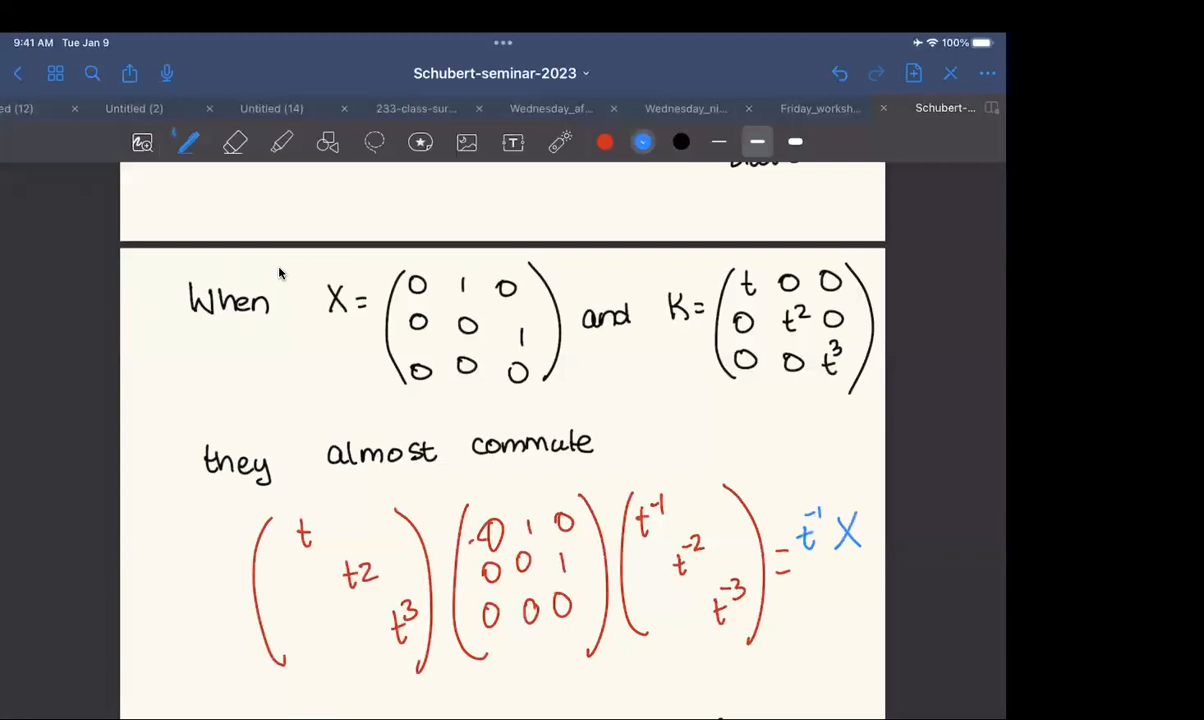 9:41 AM Tue Jan 9
100%
Schubert-seminar-2023
ed (12) Untitled (2) Untitled (14) 233-class-sur... Wednesday_af... Wednesday_ni... Friday_worksh... Schubert-...
When X = ( 0 1 0 ) and K = ( t 0 0 )
( 0 0 1 ) ( 0 t² 0 )
( 0 0 0 ) ( 0 0 t³ )
they almost commute
( t ) ( 0 1 0 ) ( t⁻¹ ) = t⁻¹ X
( t2 ) ( 0 0 1 ) ( t⁻² )
( t³ ) ( 0 0 0 ) ( t⁻³ )